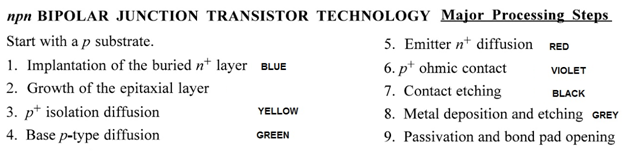 npn BIPOLAR JUNCTION TRANSISTOR TECHNOLOGY Major Processing Steps
Start with a p substrate.
1. Implantation of the buried n⁺ layer BLUE
2. Growth of the epitaxial layer
3. p⁺ isolation diffusion YELLOW
4. Base p-type diffusion GREEN
5. Emitter n⁺ diffusion RED
6. p⁺ ohmic contact VIOLET
7. Contact etching BLACK
8. Metal deposition and etching GREY
9. Passivation and bond pad opening